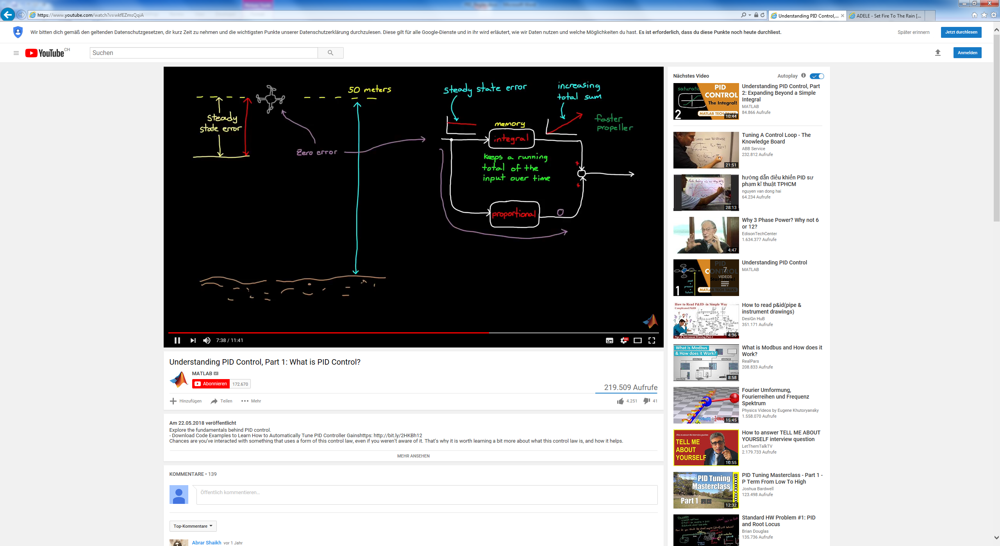 https://www.youtube.com/watch?v=wkfEZmsQqiA
Understanding PID Control,...
ADELE - Set Fire To The Rain [...
Wir bitten dich gemäß den geltenden Datenschutzgesetzen, dir kurz Zeit zu nehmen und die wichtigsten Punkte unserer Datenschutzerklärung durchzulesen. Diese gilt für alle Google-Dienste und in ihr wird erläutert, wie wir Daten nutzen und welche Möglichkeiten du hast. Es ist erforderlich, dass du diese Punkte noch heute durchliest.
Später erinnern
Jetzt durchlesen
YouTube CH
Suchen
Anmelden
50 meters
steady
state error
Zero error
steady state error
increasing
total sum
faster
propeller
memory
integral
keeps a running
total of the
input over time
+
+
proportional
0
7:38 / 11:41
HD
Understanding PID Control, Part 1: What is PID Control?
MATLAB
Abonnieren 172.670
219.509 Aufrufe
Hinzufügen Teilen Mehr
4.251 41
Am 22.05.2018 veröffentlicht
Explore the fundamentals behind PID control.
- Download Code Examples to Learn How to Automatically Tune PID Controller Gainshttps: http://bit.ly/2HKBh12
Chances are you've interacted with something that uses a form of this control law, even if you weren't aware of it. That's why it is worth learning a bit more about what this control law is, and how it helps.
MEHR ANSEHEN
KOMMENTARE • 139
Öffentlich kommentieren...
Top-Kommentare
Abrar Shaikh vor 1 Jahr
Nächstes Video
Autoplay
saturatio
PID
CONTROL
The Integral!
2
MATLAB TECH TALKS
10:44
Understanding PID Control, Part
2: Expanding Beyond a Simple
Integral
MATLAB
84.866 Aufrufe
21:51
Tuning A Control Loop - The
Knowledge Board
ABB Service
232.812 Aufrufe
28:13
hướng dẫn điều khiển PID sư
phạm kĩ thuật TPHCM
nguyen van dong hai
64.234 Aufrufe
4:47
Why 3 Phase Power? Why not 6
or 12?
EdisonTechCenter
1.634.377 Aufrufe
PID
CONTROL
Start Here!
past
+
present
+
future
1
MATLAB TECH TALKS
7
VIDEOS
Understanding PID Control
MATLAB
How to Read P&ID -in Simple Way
Complicated P&ID
Pipe & Instrument Drawing Part-1
4:36
How to read p&id(pipe &
instrument drawings)
DesiGn HuB
351.171 Aufrufe
What is Modbus
& How does it Work?
8:58
What is Modbus and How does it
Work?
RealPars
208.833 Aufrufe
15:45
Fourier Umformung,
Fourierreihen und Frequenz
Spektrum
Physics Videos by Eugene Khutoryansky
1.558.070 Aufrufe
How to answer the interview question
TELL ME
ABOUT
YOURSELF
10:55
How to answer TELL ME ABOUT
YOURSELF interview question
LetThemTalkTV
2.179.733 Aufrufe
PID Tuning
Masterclass
Part 1
12:32
PID Tuning Masterclass - Part 1 -
P Term From Low To High
Joshua Bardwell
123.498 Aufrufe
Standard HW Problem #1: PID
and Root Locus
Brian Douglas
135.736 Aufrufe